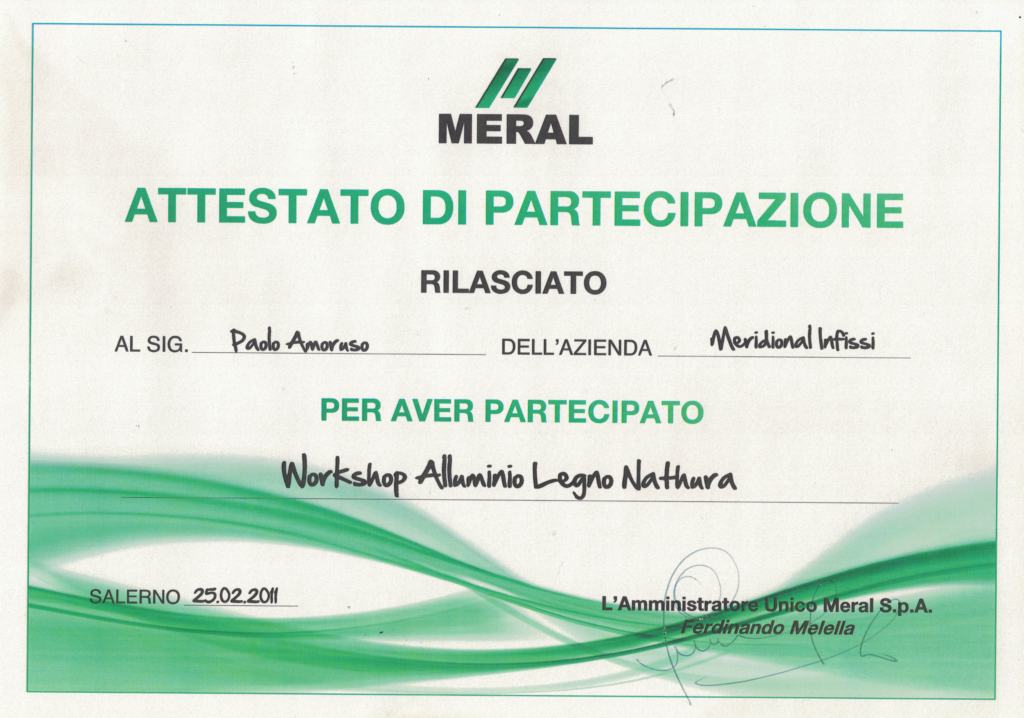 MERAL
ATTESTATO DI PARTECIPAZIONE
RILASCIATO
AL SIG. Paolo Amoruso DELL'AZIENDA Meridional Infissi
PER AVER PARTECIPATO
Workshop Alluminio Legno Nathura
SALERNO 25.02.2011
L'Amministratore Unico Meral S.p.A.
Ferdinando Melella